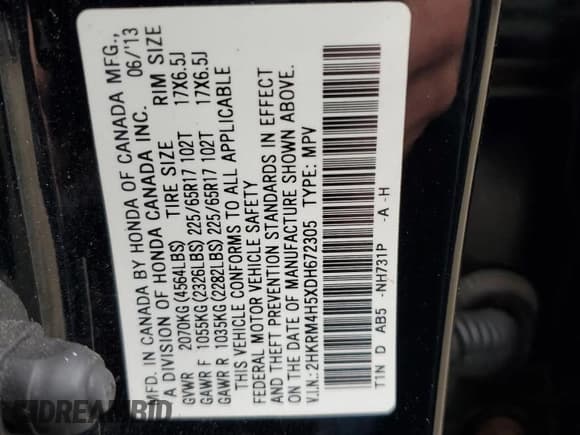 MFD. IN CANADA BY HONDA OF CANADA MFG.,
A DIVISION OF HONDA CANADA INC. 06/'13
TIRE SIZE RIM SIZE
GVWR 2070KG(4564LBS)
GAWR F 1055KG(2326LBS) 225/65R17 102T 17X6.5J
GAWR R 1035KG(2282LBS) 225/65R17 102T 17X6.5J
THIS VEHICLE CONFORMS TO ALL APPLICABLE
FEDERAL MOTOR VEHICLE SAFETY
AND THEFT PREVENTION STANDARDS IN EFFECT
ON THE DATE OF MANUFACTURE SHOWN ABOVE.
V.I.N.: 2HKRM4H5XDH672305 TYPE: MPV
TIN D AB5 -NH731P -A -H
DREAMBID